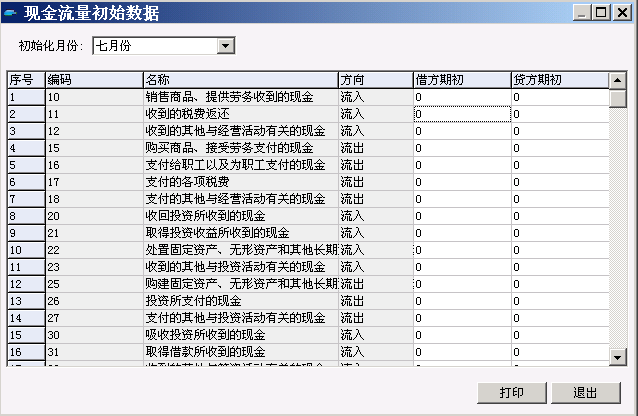 现金流量初始数据
初始化月份: 七月份
序号 编码 名称 方向 借方期初 贷方期初
1 10 销售商品、提供劳务收到的现金 流入 0 0
2 11 收到的税费返还 流入 0 0
3 12 收到的其他与经营活动有关的现金 流入 0 0
4 15 购买商品、接受劳务支付的现金 流出 0 0
5 16 支付给职工以及为职工支付的现金 流出 0 0
6 17 支付的各项税费 流出 0 0
7 18 支付的其他与经营活动有关的现金 流出 0 0
8 20 收回投资所收到的现金 流入 0 0
9 21 取得投资收益所收到的现金 流入 0 0
10 22 处置固定资产、无形资产和其他长期 流入 0 0
11 23 收到的其他与投资活动有关的现金 流入 0 0
12 25 购建固定资产、无形资产和其他长期 流出 0 0
13 26 投资所支付的现金 流出 0 0
14 27 支付的其他与投资活动有关的现金 流出 0 0
15 30 吸收投资所收到的现金 流入 0 0
16 31 取得借款所收到的现金 流入 0 0
打印 退出